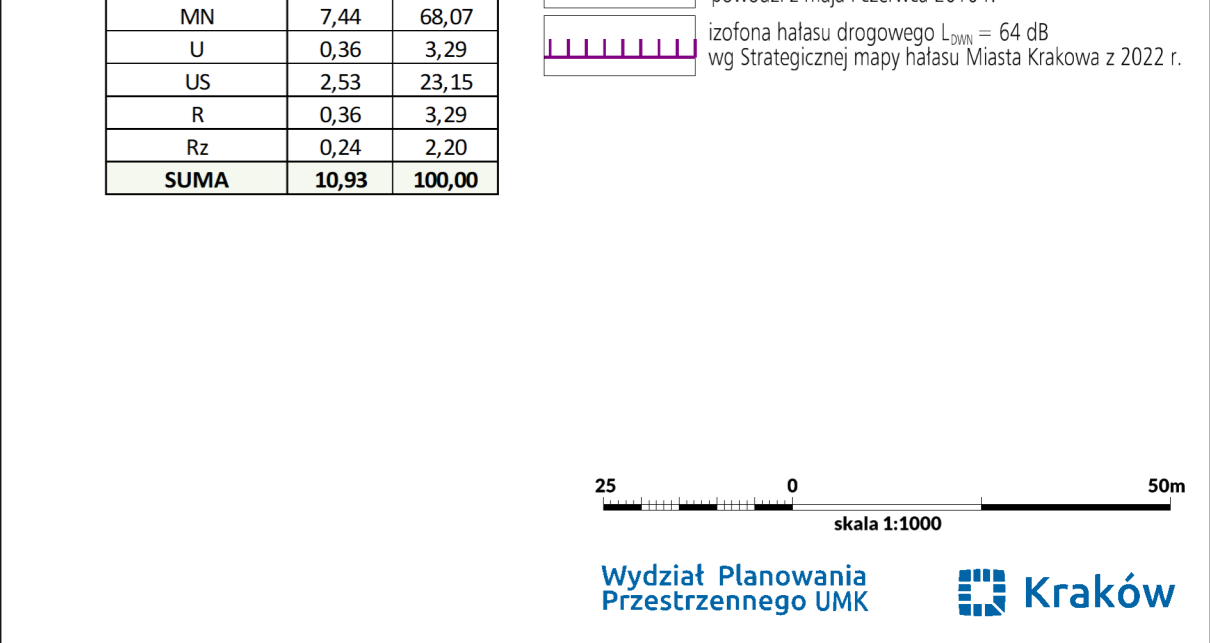 MN 7,44 68,07
U 0,36 3,29
US 2,53 23,15
R 0,36 3,29
Rz 0,24 2,20
SUMA 10,93 100,00
izofona hałasu drogowego LDWN = 64 dB
wg Strategicznej mapy hałasu Miasta Krakowa z 2022 r.
25 0 50m
skala 1:1000
Wydział Planowania
Przestrzennego UMK
Kraków